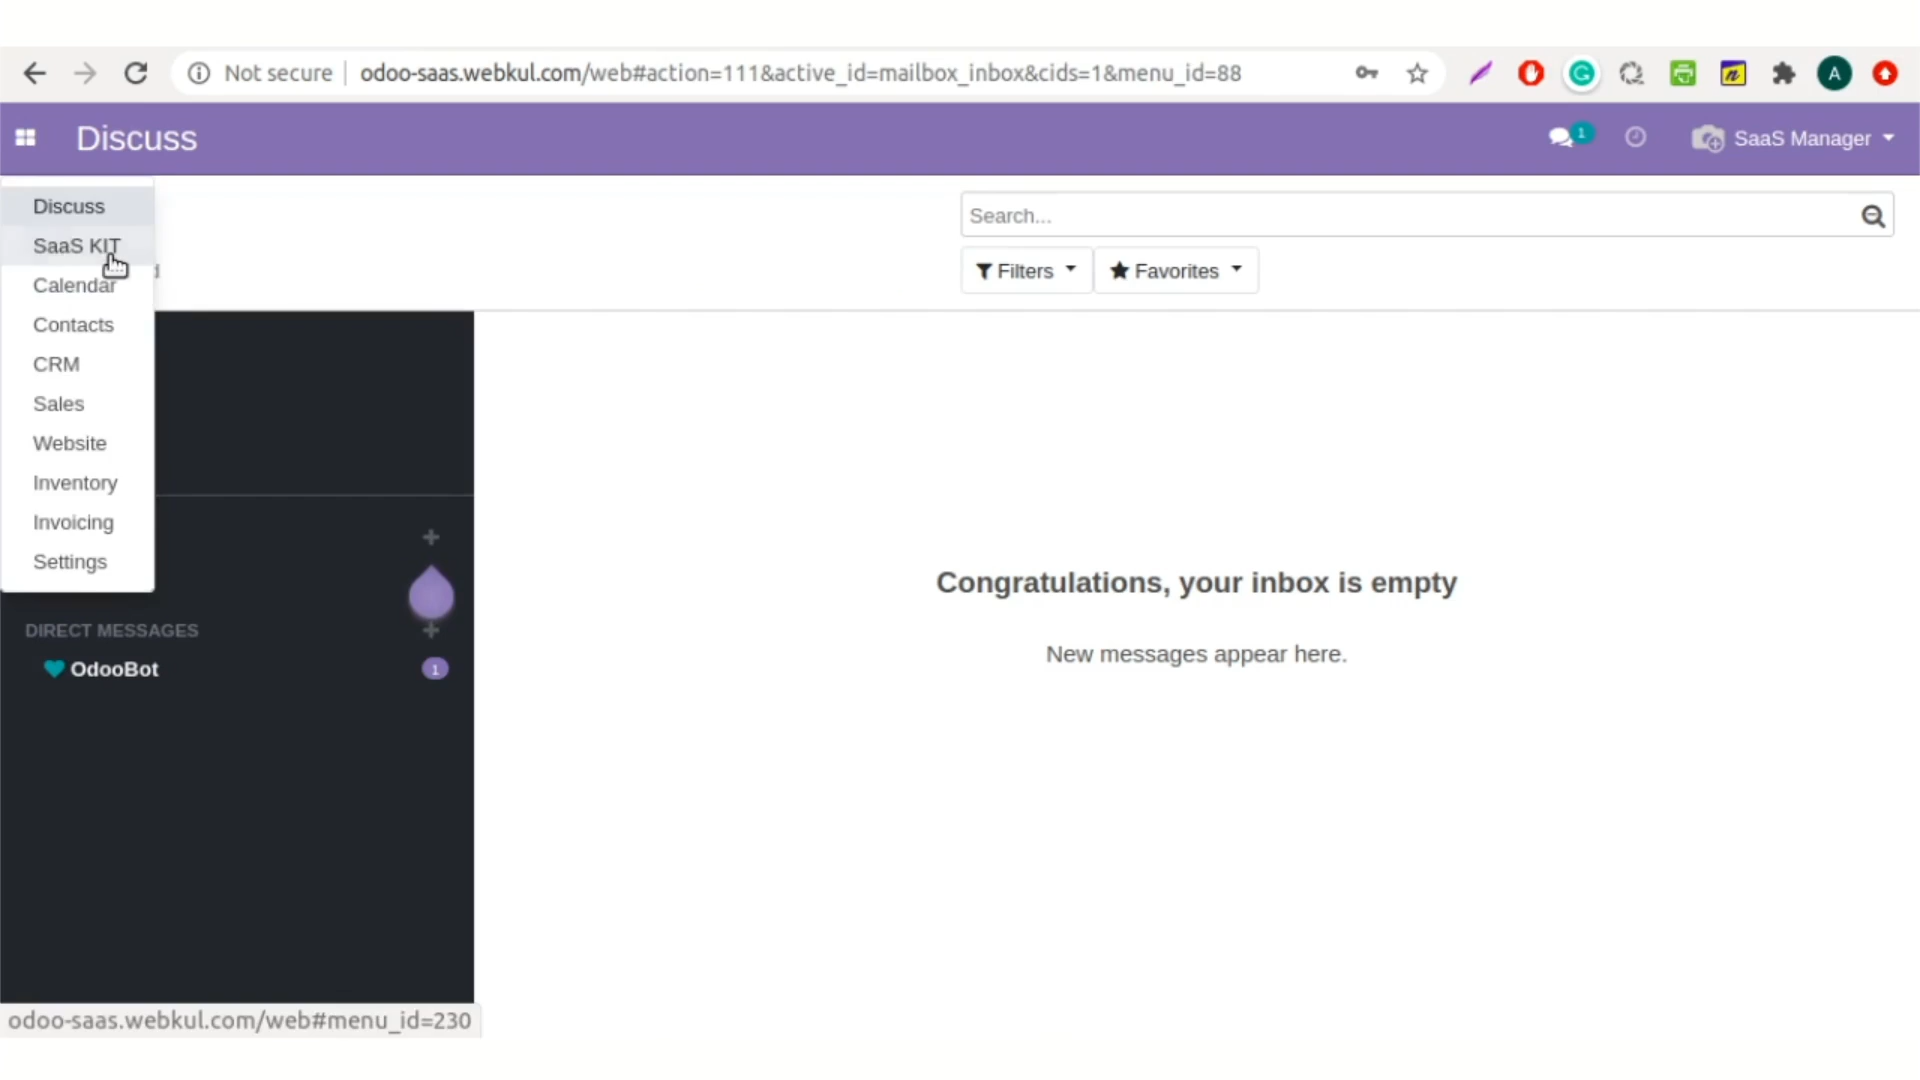 Not secure | odoo-saas.webkul.com/web#action=111&active_id=mailbox_inbox&cids=1&menu_id=88
A
Discuss
1
SaaS Manager
Discuss
SaaS KIT
Calendar
Contacts
CRM
Sales
Website
Inventory
Invoicing
Settings
Search...
Filters
Favorites
Congratulations, your inbox is empty
New messages appear here.
DIRECT MESSAGES
OdooBot
1
odoo-saas.webkul.com/web#menu_id=230